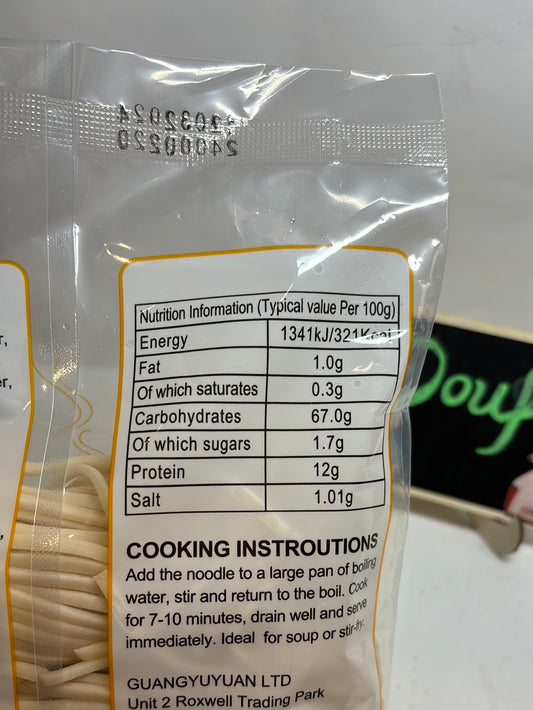 Nutrition Information (Typical value Per 100g)
Energy 1341kJ/321Kcal
Fat 1.0g
Of which saturates 0.3g
Carbohydrates 67.0g
Of which sugars 1.7g
Protein 12g
Salt 1.01g
COOKING INSTROUTIONS
Add the noodle to a large pan of boiling
water, stir and return to the boil. Cook
for 7-10 minutes, drain well and serve
immediately. Ideal for soup or stir-fry.
GUANGYUYUAN LTD
Unit 2 Roxwell Trading Park